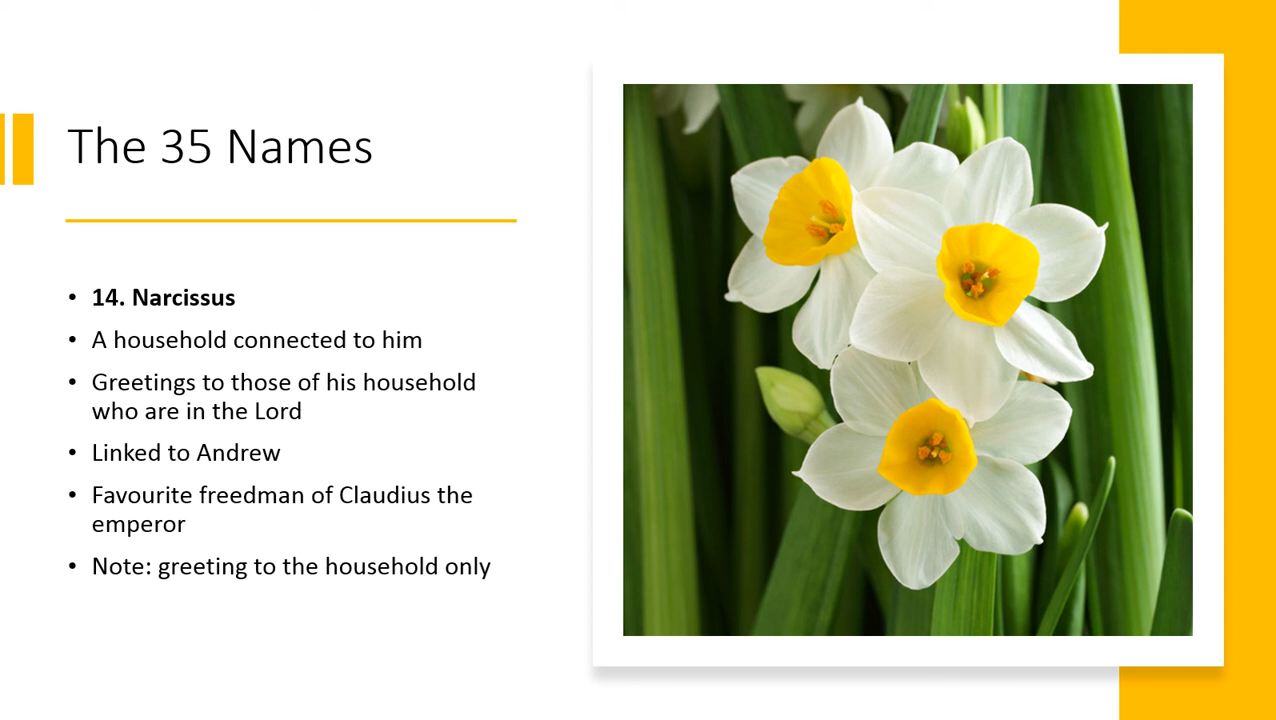 The 35 Names
• 14. Narcissus
• A household connected to him
• Greetings to those of his household
who are in the Lord
• Linked to Andrew
• Favourite freedman of Claudius the
emperor
• Note: greeting to the household only